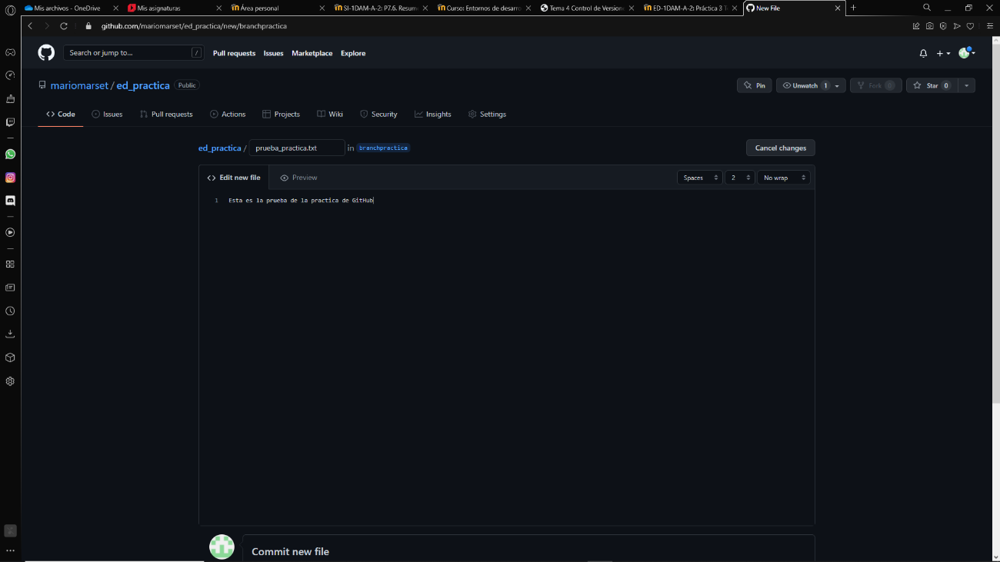 Mis archivos - OneDrive
Mis asignaturas
Área personal
SI-1DAM-A-2: P7.6. Resum
Curso: Entornos de desarro
Tema 4 Control de Version
ED-1DAM-A-2: Práctica 3 T
New File
github.com/mariomarset/ed_practica/new/branchpractica
Search or jump to... /
Pull requests Issues Marketplace Explore
mariomarset / ed_practica Public
Pin Unwatch 1 Fork 0 Star 0
Code Issues Pull requests Actions Projects Wiki Security Insights Settings
ed_practica / prueba_practica.txt in branchpractica Cancel changes
Edit new file Preview Spaces 2 No wrap
1 Esta es la prueba de la practica de GitHub
Commit new file